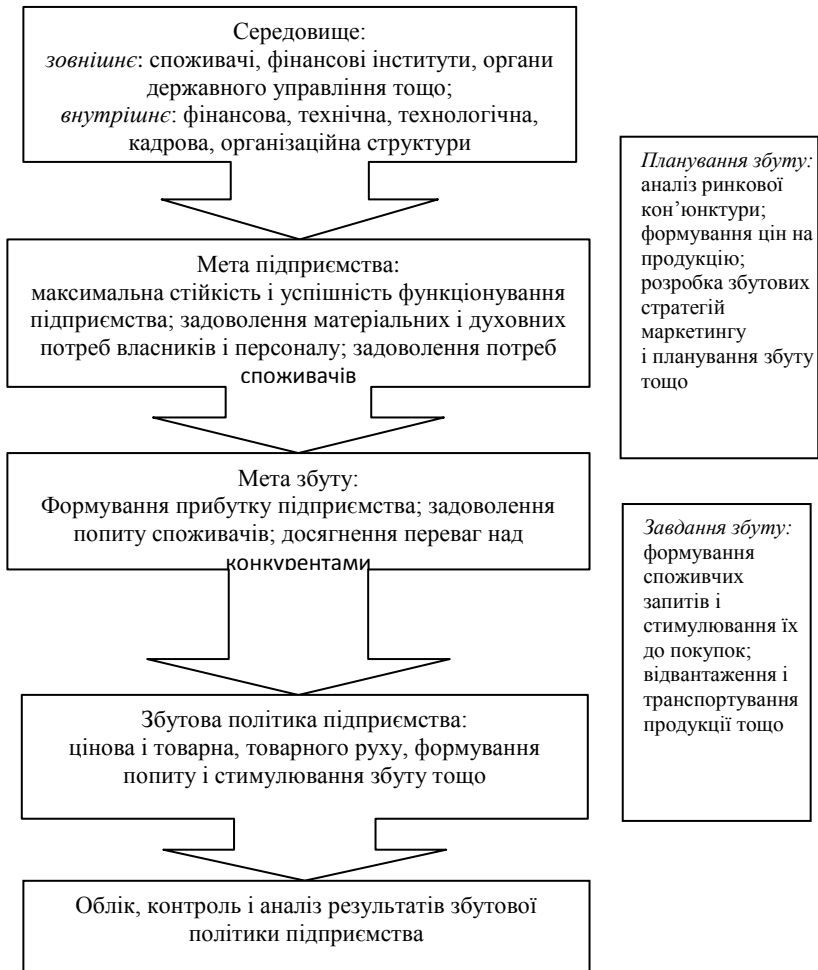 Середовище:
зовнішнє: споживачі, фінансові інститути, органи
державного управління тощо;
внутрішнє: фінансова, технічна, технологічна,
кадрова, організаційна структури
Мета підприємства:
максимальна стійкість і успішність функціонування
підприємства; задоволення матеріальних і духовних
потреб власників і персоналу; задоволення потреб
споживачів
Мета збуту:
Формування прибутку підприємства; задоволення
попиту споживачів; досягнення переваг над
конкурентами
Збутова політика підприємства:
цінова і товарна, товарного руху, формування
попиту і стимулювання збуту тощо
Облік, контроль і аналіз результатів збутової
політики підприємства
Планування збуту:
аналіз ринкової
кон’юнктури;
формування цін на
продукцію;
розробка збутових
стратегій
маркетингу
і планування збуту
тощо
Завдання збуту:
формування
споживчих
запитів і
стимулювання їх
до покупок;
відвантаження і
транспортування
продукції тощо